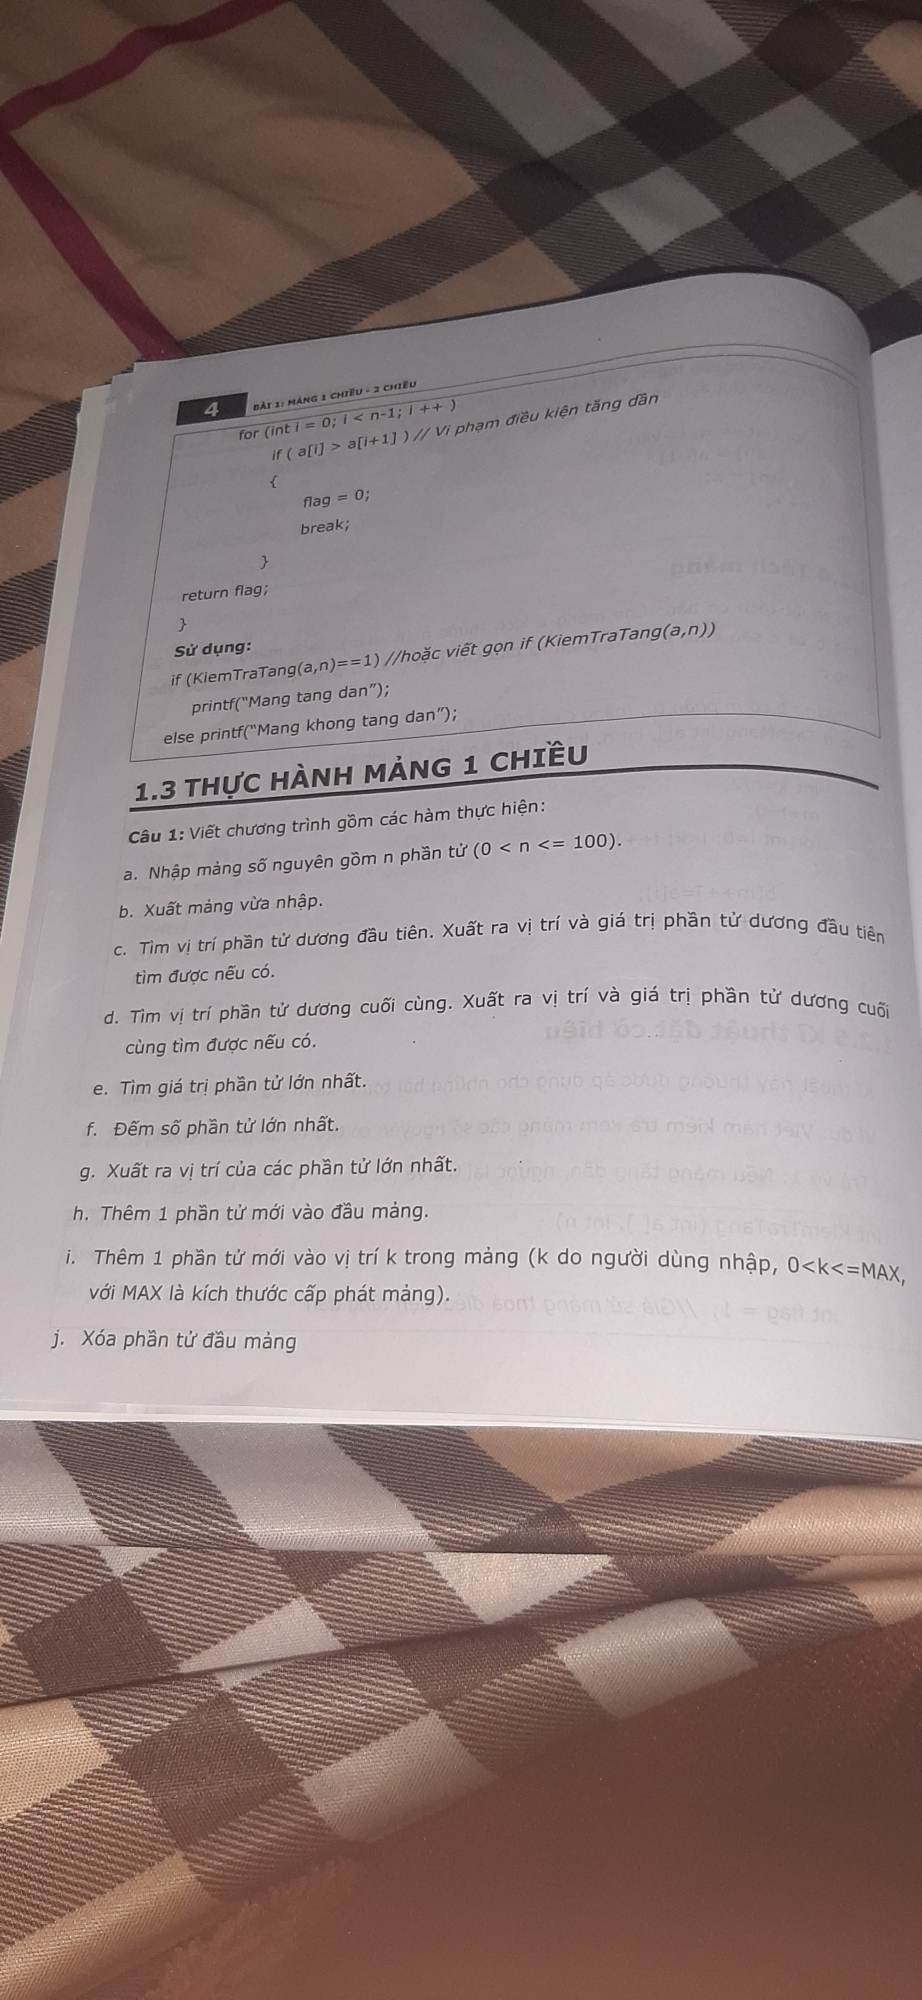 4 BÀI 1: MẢNG 1 CHIỀU - 2 CHIỀU
for (int i = 0; i < n-1; i ++ )
if ( a[i] > a[i+1] ) // Vi phạm điều kiện tăng dần
{
flag = 0;
break;
}
return flag;
}
Sử dụng:
if (KiemTraTang(a,n)==1) //hoặc viết gọn if (KiemTraTang(a,n))
printf("Mang tang dan");
else printf("Mang khong tang dan");
1.3 THỰC HÀNH MẢNG 1 CHIỀU
Câu 1: Viết chương trình gồm các hàm thực hiện:
a. Nhập mảng số nguyên gồm n phần tử (0 < n <= 100).
b. Xuất mảng vừa nhập.
c. Tìm vị trí phần tử dương đầu tiên. Xuất ra vị trí và giá trị phần tử dương đầu tiên
tìm được nếu có.
d. Tìm vị trí phần tử dương cuối cùng. Xuất ra vị trí và giá trị phần tử dương cuối
cùng tìm được nếu có.
e. Tìm giá trị phần tử lớn nhất.
f. Đếm số phần tử lớn nhất.
g. Xuất ra vị trí của các phần tử lớn nhất.
h. Thêm 1 phần tử mới vào đầu mảng.
i. Thêm 1 phần tử mới vào vị trí k trong mảng (k do người dùng nhập, 0<k<=MAX,
với MAX là kích thước cấp phát mảng).
j. Xóa phần tử đầu mảng